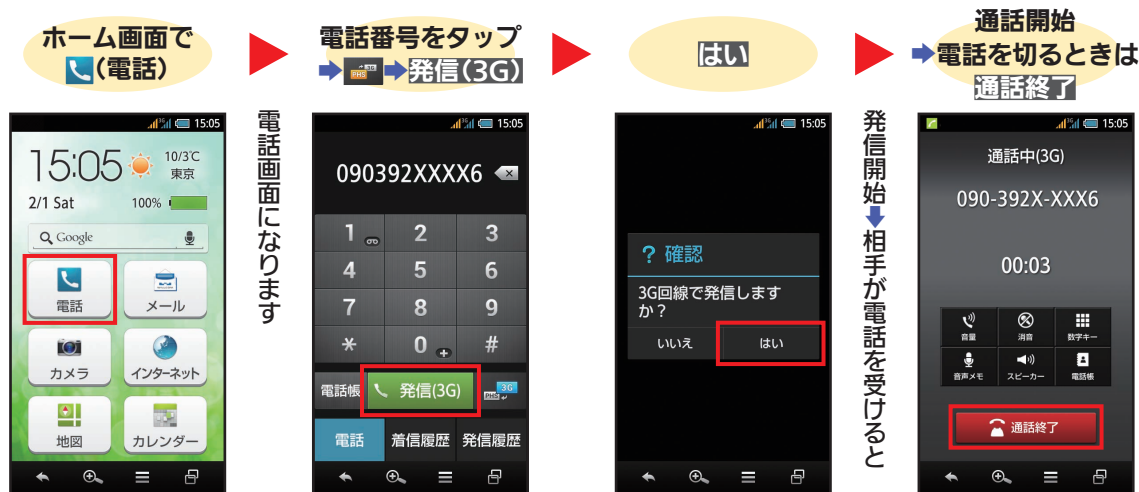 ホーム画面で
(電話)
電話番号をタップ
➡ PHS 3G ➡発信(3G)
はい
通話開始
➡電話を切るときは
通話終了
3G 15:05
15:05 10/3℃
東京
2/1 Sat 100%
Google
電話 メール
カメラ インターネット
地図 カレンダー
電話画面になります
3G 15:05
090392XXXX6
1 2 3
4 5 6
7 8 9
* 0 + #
電話帳 発信(3G) 3G PHS
電話 着信履歴 発信履歴
3G 15:05
? 確認
3G回線で発信します
か?
いいえ はい
発信開始➡相手が電話を受けると
3G 15:05
通話中(3G)
090-392X-XXX6
00:03
音量 消音 数字キー
音声メモ スピーカー 電話帳
通話終了